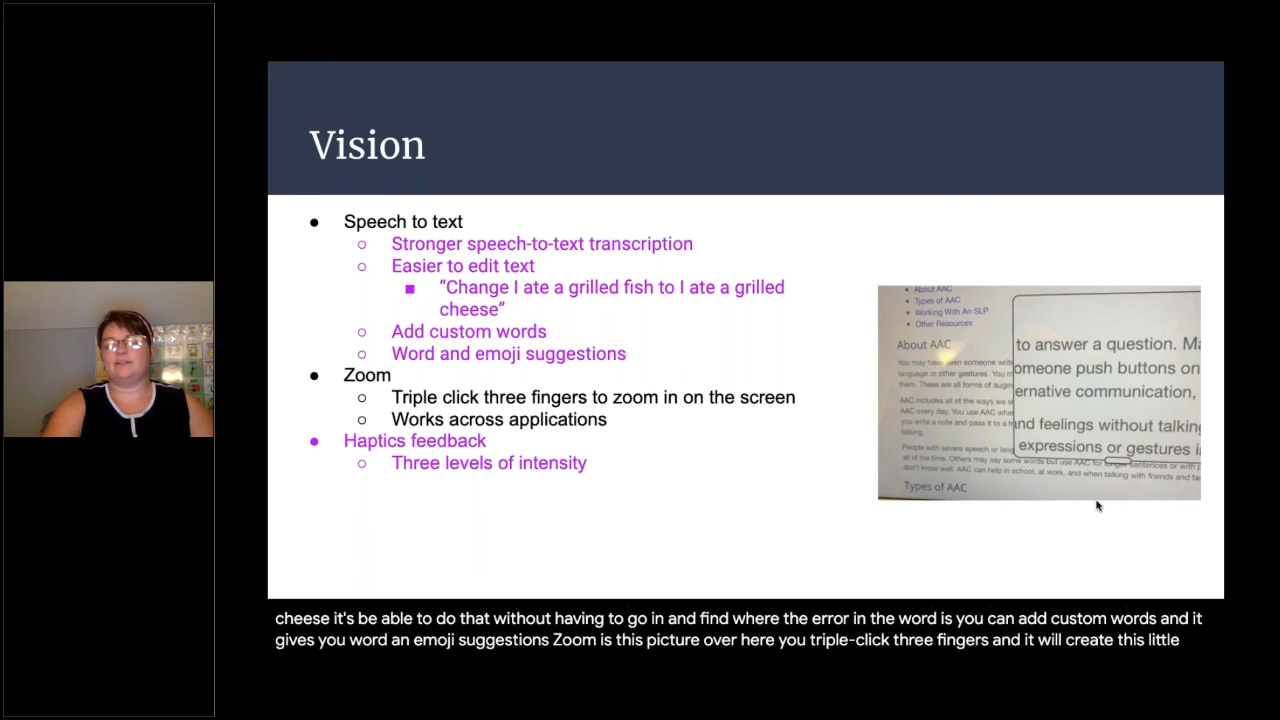 Vision
● Speech to text
○ Stronger speech-to-text transcription
○ Easier to edit text
■ “Change I ate a grilled fish to I ate a grilled
cheese”
○ Add custom words
○ Word and emoji suggestions
● Zoom
○ Triple click three fingers to zoom in on the screen
○ Works across applications
● Haptics feedback
○ Three levels of intensity
• About AAC
• Types of AAC
• Working With An SLP
• Other Resources
About AAC
You may have seen someone write
language or other gestures. You
them. These are all forms of
AAC includes all of the ways we
AAC every day. You use AAC
you write a note and pass it to a
talking.
People with severe speech or
all of the time. Others may say some words but use AAC for longer sentences or with
don't know well. AAC can help in school, at work, and when talking with friends and
Types of AAC
to answer a question.
omeone push buttons on
ernative communication,
nd feelings without talking
expressions or gestures
cheese it's be able to do that without having to go in and find where the error in the word is you can add custom words and it
gives you word an emoji suggestions Zoom is this picture over here you triple-click three fingers and it will create this little